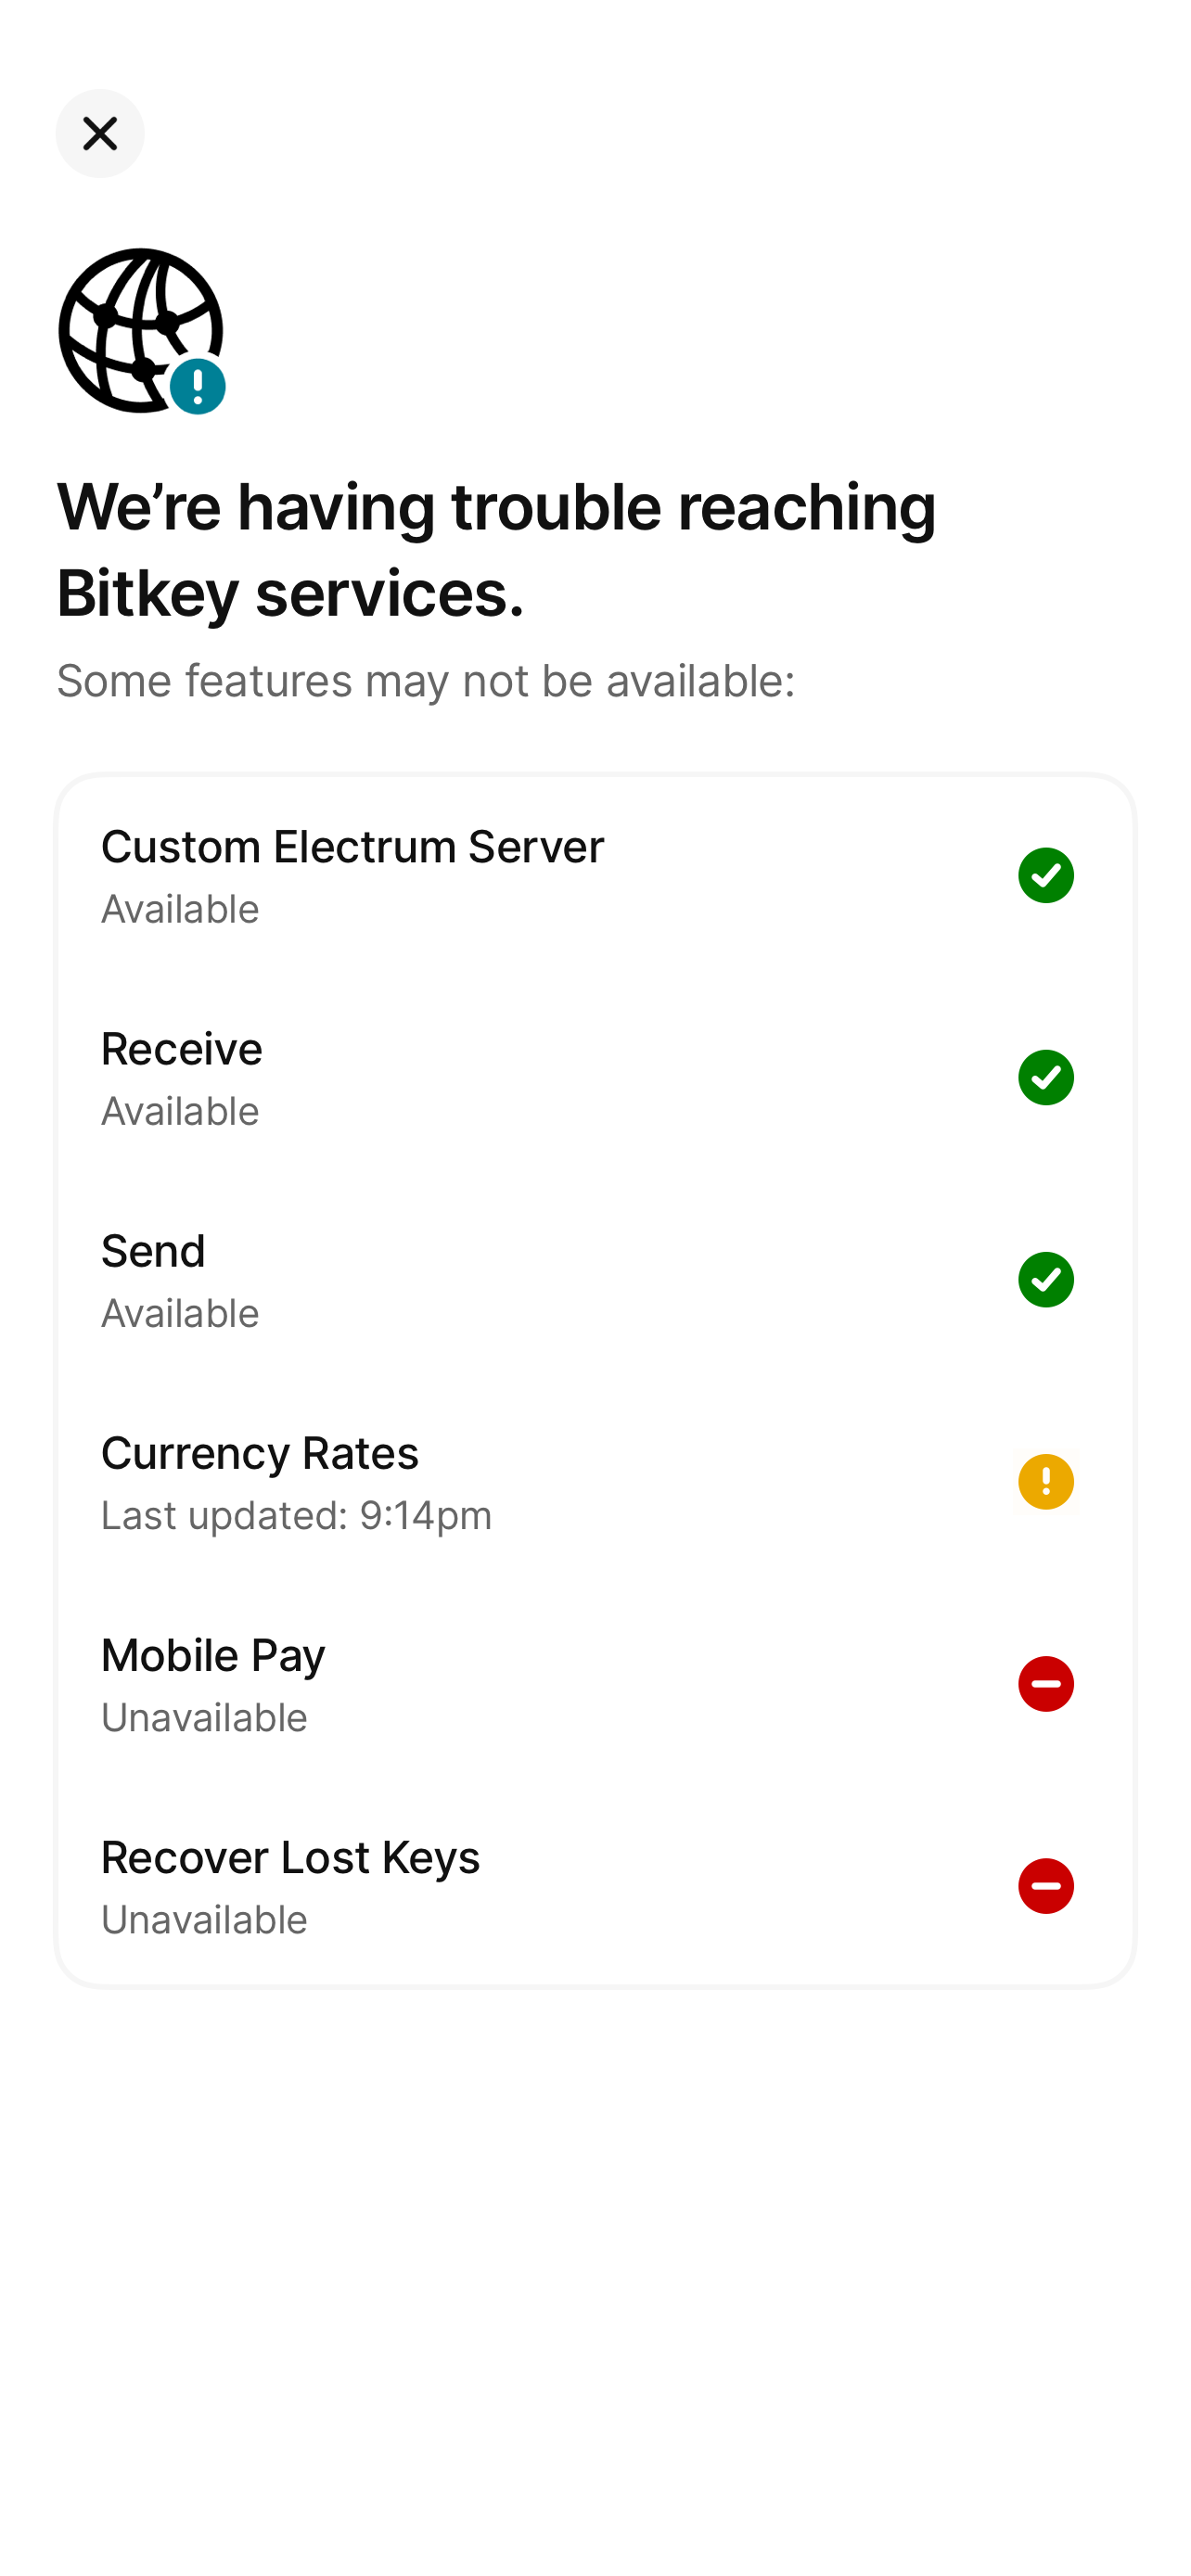 We’re having trouble reaching
Bitkey services.
Some features may not be available:
Custom Electrum Server
Available
Receive
Available
Send
Available
Currency Rates
Last updated: 9:14pm
Mobile Pay
Unavailable
Recover Lost Keys
Unavailable